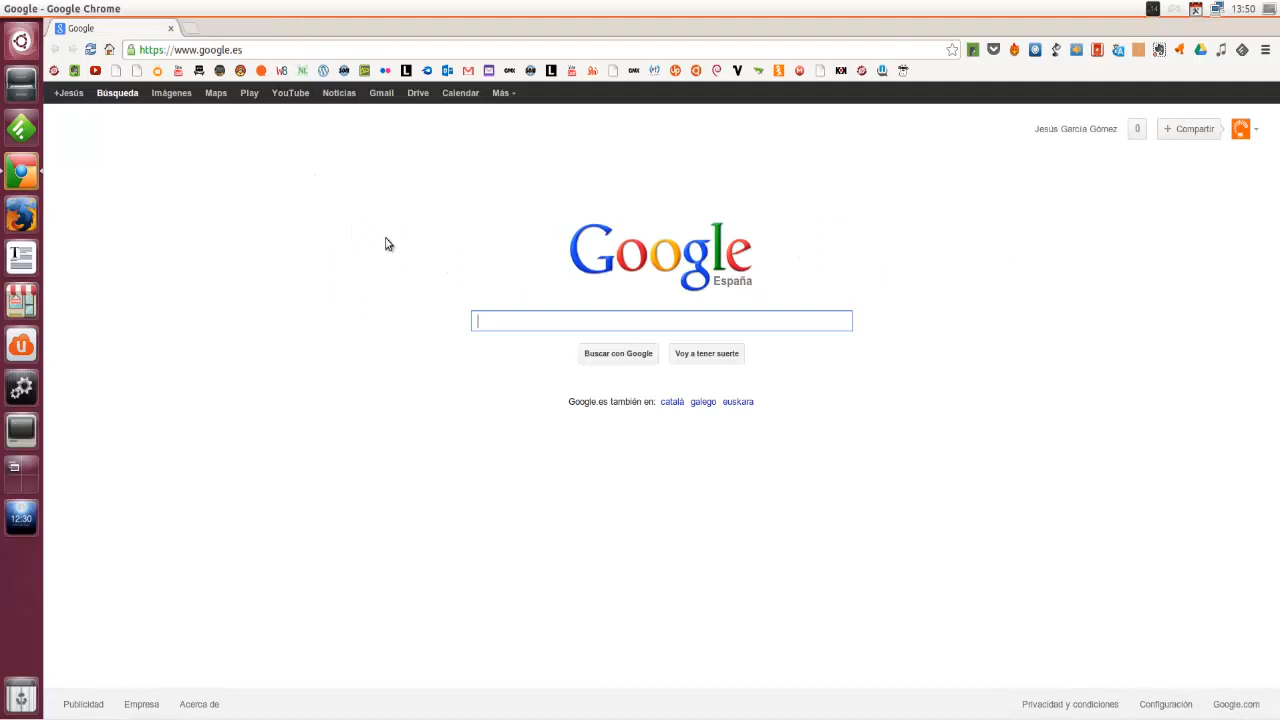 Google - Google Chrome
13:50
Google
https://www.google.es
+Jesús Búsqueda Imágenes Maps Play YouTube Noticias Gmail Drive Calendar Más
Jesús García Gómez 0 + Compartir
Google
España
Buscar con Google Voy a tener suerte
Google.es también en: català galego euskara
12:30
Publicidad Empresa Acerca de Privacidad y condiciones Configuración Google.com